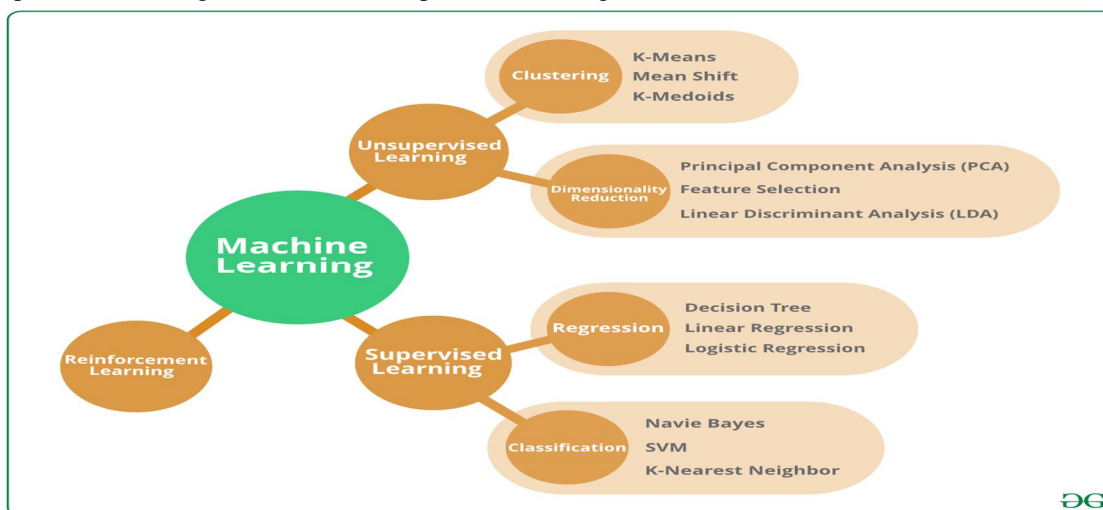 Clustering
K-Means
Mean Shift
K-Medoids
Unsupervised
Learning
Dimensionality
Reduction
Principal Component Analysis (PCA)
Feature Selection
Linear Discriminant Analysis (LDA)
Machine
Learning
Reinforcement
Learning
Supervised
Learning
Regression
Decision Tree
Linear Regression
Logistic Regression
Classification
Navie Bayes
SVM
K-Nearest Neighbor